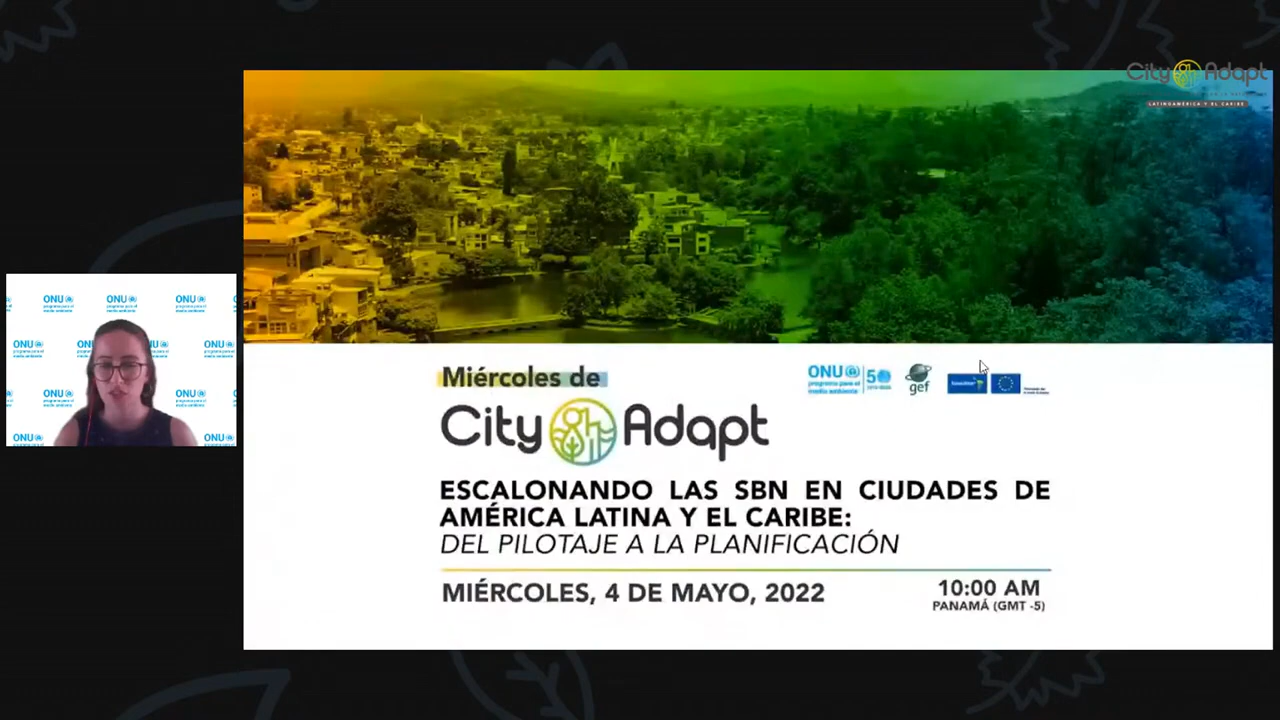 City Adapt
LATINOAMÉRICA Y EL CARIBE
ONU
programa para el
medio ambiente
Miércoles de
City Adapt
ONU
programa para el
medio ambiente
50
gef
ESCALONANDO LAS SBN EN CIUDADES DE
AMÉRICA LATINA Y EL CARIBE:
DEL PILOTAJE A LA PLANIFICACIÓN
MIÉRCOLES, 4 DE MAYO, 2022
10:00 AM
PANAMÁ (GMT -5)